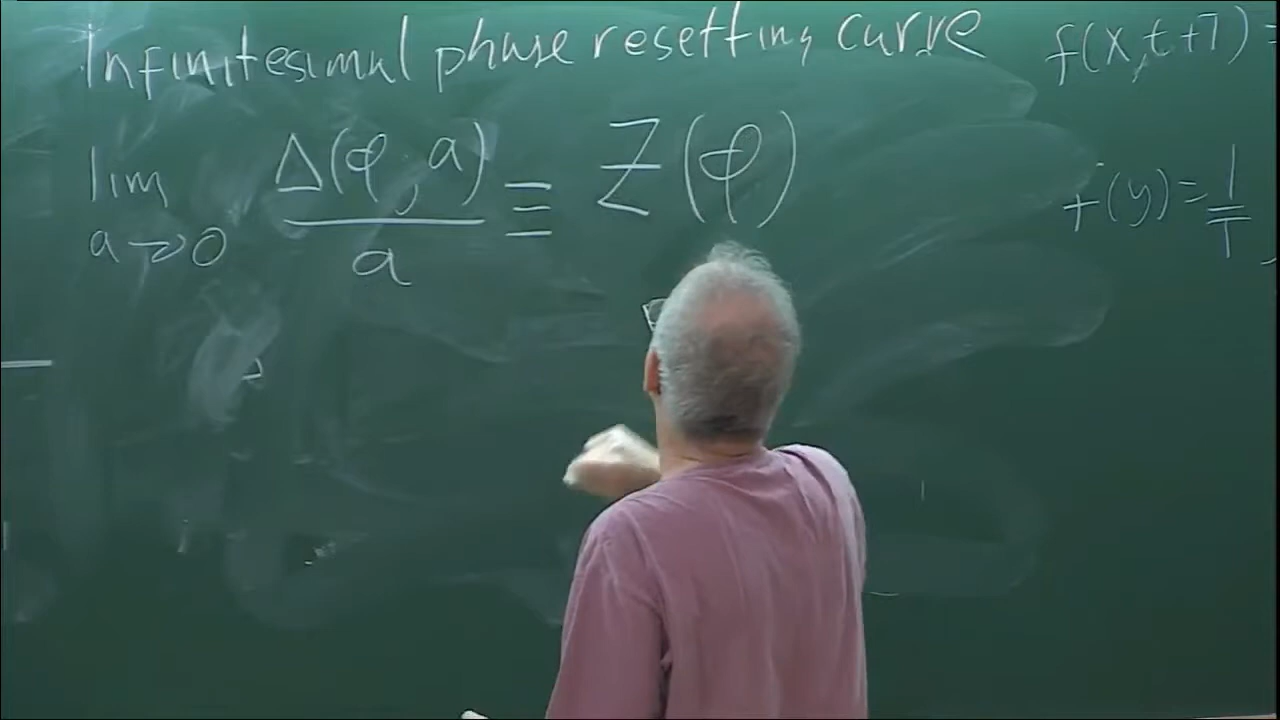 Infinitesimal phase resetting curve
lim a→0 Δ(φ, a) / a ≡ Z(φ)
f(x, t+T) =
f̄(y) = 1/T